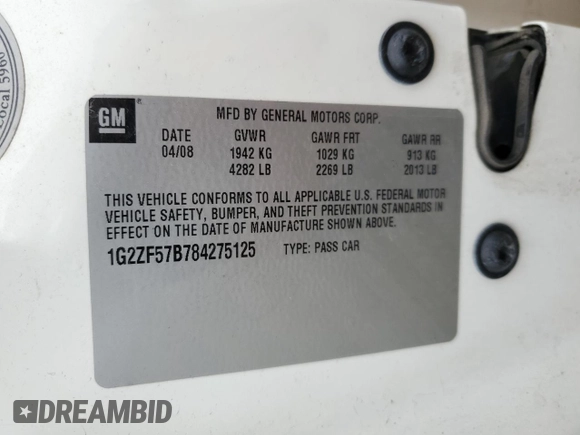 Local 5960
GM
MFD BY GENERAL MOTORS CORP.
DATE GVWR GAWR FRT GAWR RR
04/08 1942 KG 1029 KG 913 KG
4282 LB 2269 LB 2013 LB
THIS VEHICLE CONFORMS TO ALL APPLICABLE U.S. FEDERAL MOTOR
VEHICLE SAFETY, BUMPER, AND THEFT PREVENTION STANDARDS IN
EFFECT ON THE DATE OF MANUFACTURE SHOWN ABOVE.
1G2ZF57B784275125 TYPE: PASS CAR
DREAMBID